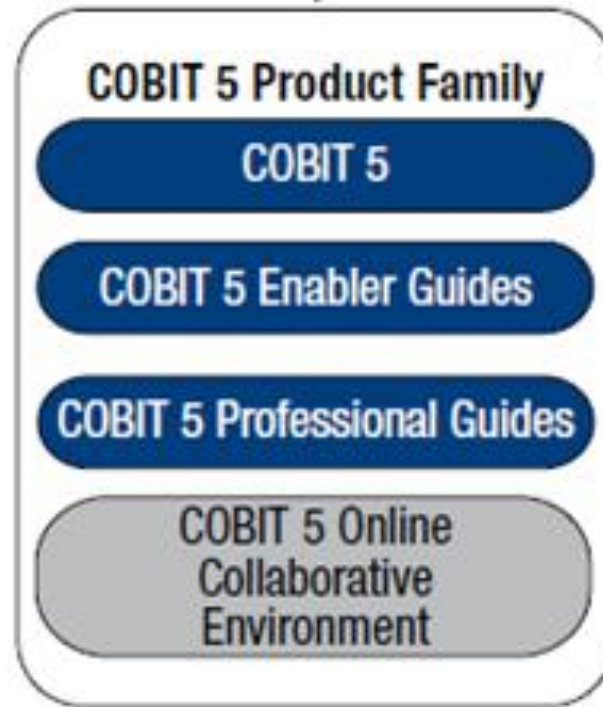 COBIT 5 Product Family
COBIT 5
COBIT 5 Enabler Guides
COBIT 5 Professional Guides
COBIT 5 Online
Collaborative
Environment